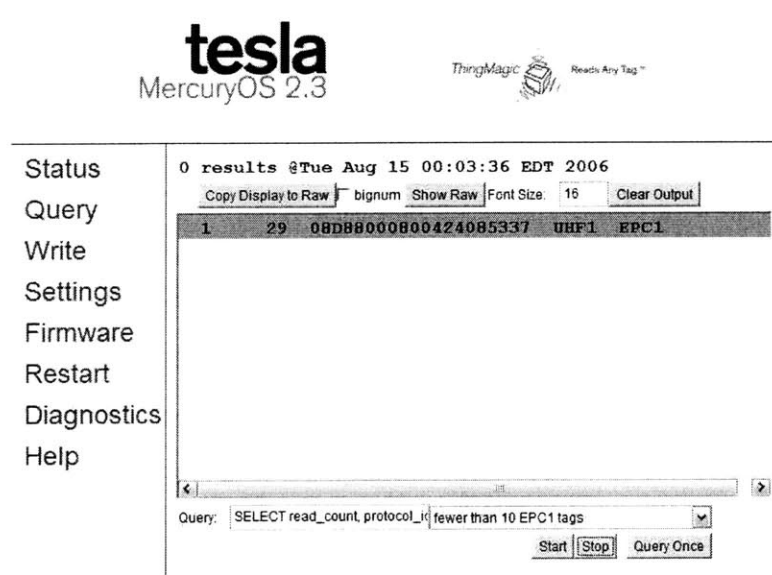 tesla
MercuryOS 2.3
ThingMagic Reads Any Tag ™
Status
Query
Write
Settings
Firmware
Restart
Diagnostics
Help
0 results @Tue Aug 15 00:03:36 EDT 2006
Copy Display to Raw bignum Show Raw Font Size: 16 Clear Output
1 29 08D88000800424085337 UHF1 EPC1
Query: SELECT read_count, protocol_ic fewer than 10 EPC1 tags
Start Stop Query Once